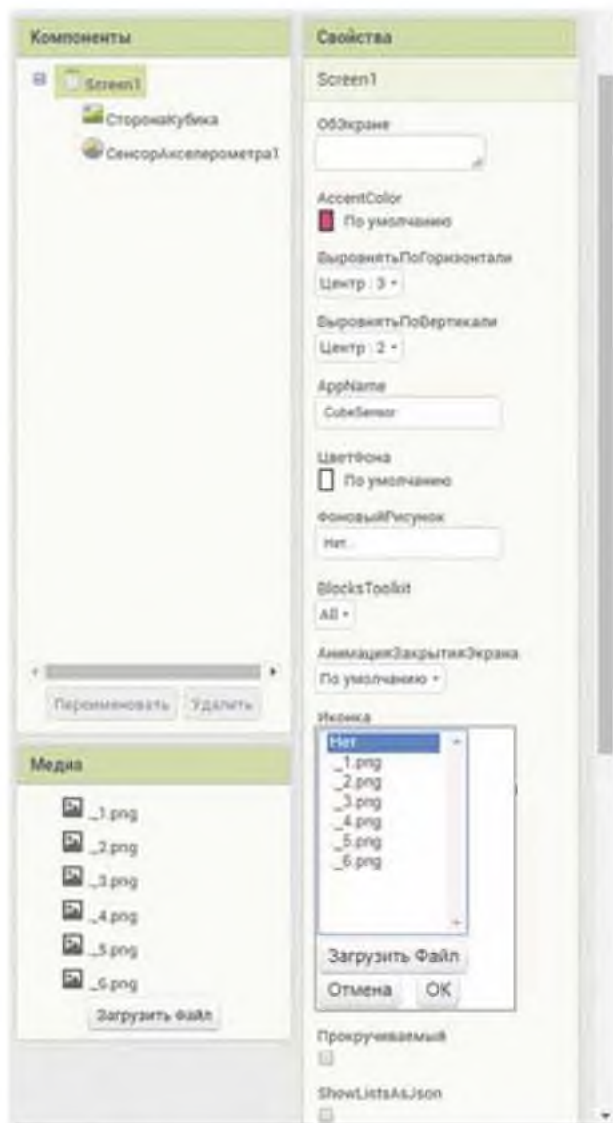 Компоненты
Screen1
СторонаКубика
СенсорАкселерометра1
Переименовать
Удалить
Медиа
_1.png
_2.png
_3.png
_4.png
_5.png
_6.png
Загрузить Файл
Свойства
Screen1
ОбЭкране
AccentColor
По умолчанию
ВыровнятьПоГоризонтали
Центр : 3
ВыровнятьПоВертикали
Центр : 2
AppName
CubeSensor
ЦветФона
По умолчанию
ФоновыйРисунок
Нет...
BlocksToolkit
All
АнимацияЗакрытияЭкрана
По умолчанию
Иконка
Нет
_1.png
_2.png
_3.png
_4.png
_5.png
_6.png
Загрузить Файл
Отмена
OK
Прокручиваемый
ShowListsAsJson